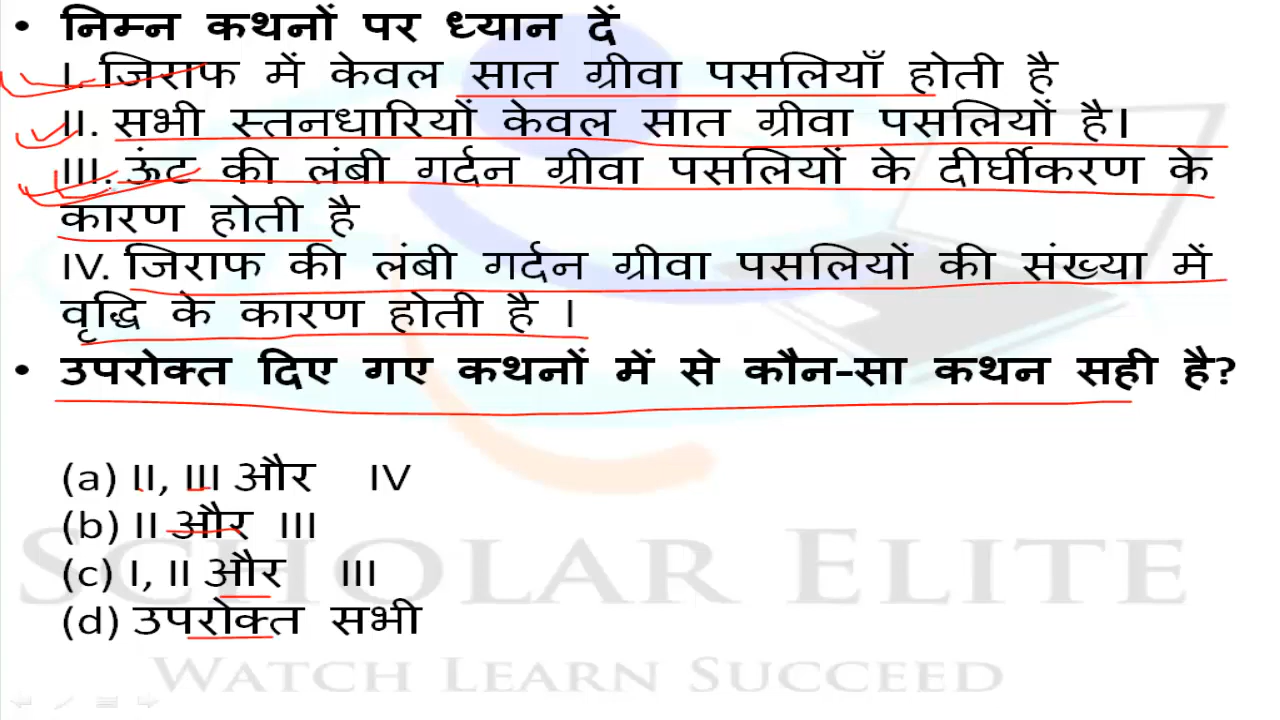 • निम्न कथनों पर ध्यान दें
I. जिराफ में केवल सात ग्रीवा पसलियाँ होती है
II. सभी स्तनधारियों केवल सात ग्रीवा पसलियों है।
III. ऊंट की लंबी गर्दन ग्रीवा पसलियों के दीर्घीकरण के
कारण होती है
IV. जिराफ की लंबी गर्दन ग्रीवा पसलियों की संख्या में
वृद्धि के कारण होती है ।
• उपरोक्त दिए गए कथनों में से कौन-सा कथन सही है?
(a) II, III और IV
(b) II और III
(c) I, II और III
(d) उपरोक्त सभी
SCHOLAR ELITE
WATCH LEARN SUCCEED